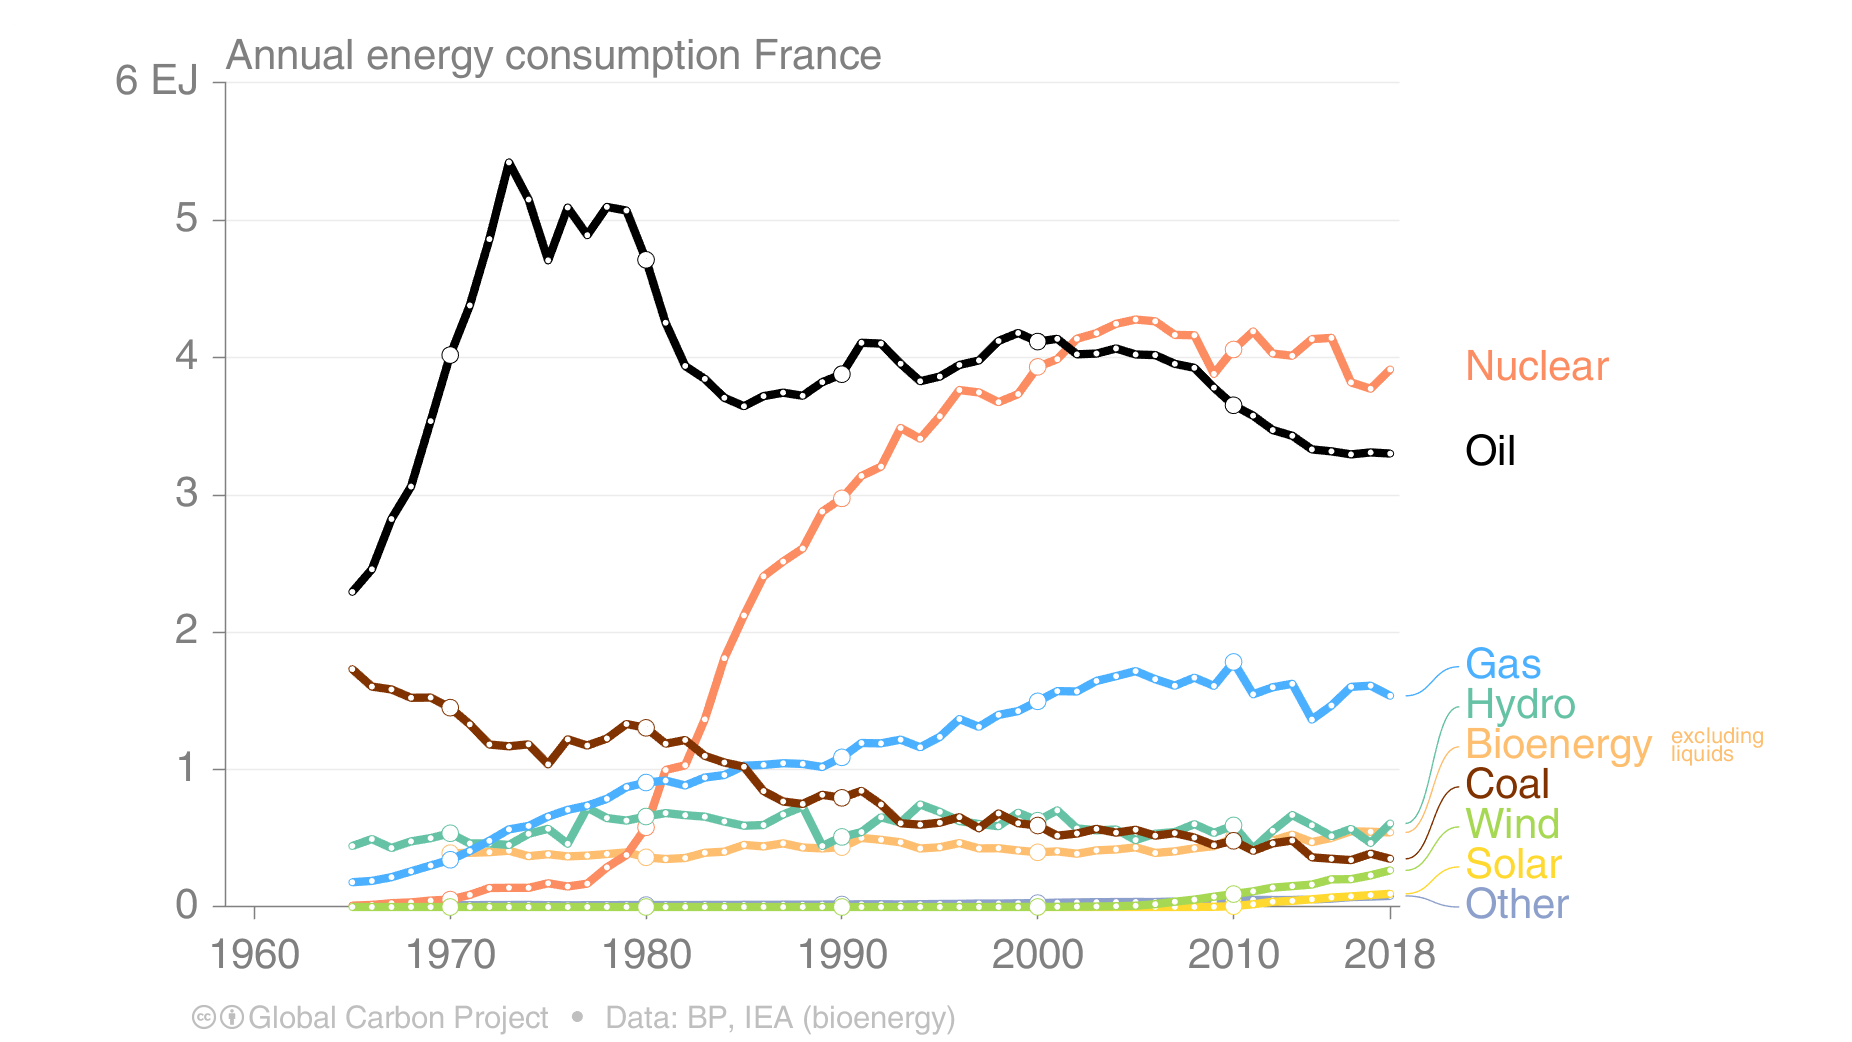 Annual energy consumption France
6 EJ
5
4
3
2
1
0
1960 1970 1980 1990 2000 2010 2018
Nuclear
Oil
Gas
Hydro
Bioenergy excluding
liquids
Coal
Wind
Solar
Other
cc Global Carbon Project • Data: BP, IEA (bioenergy)